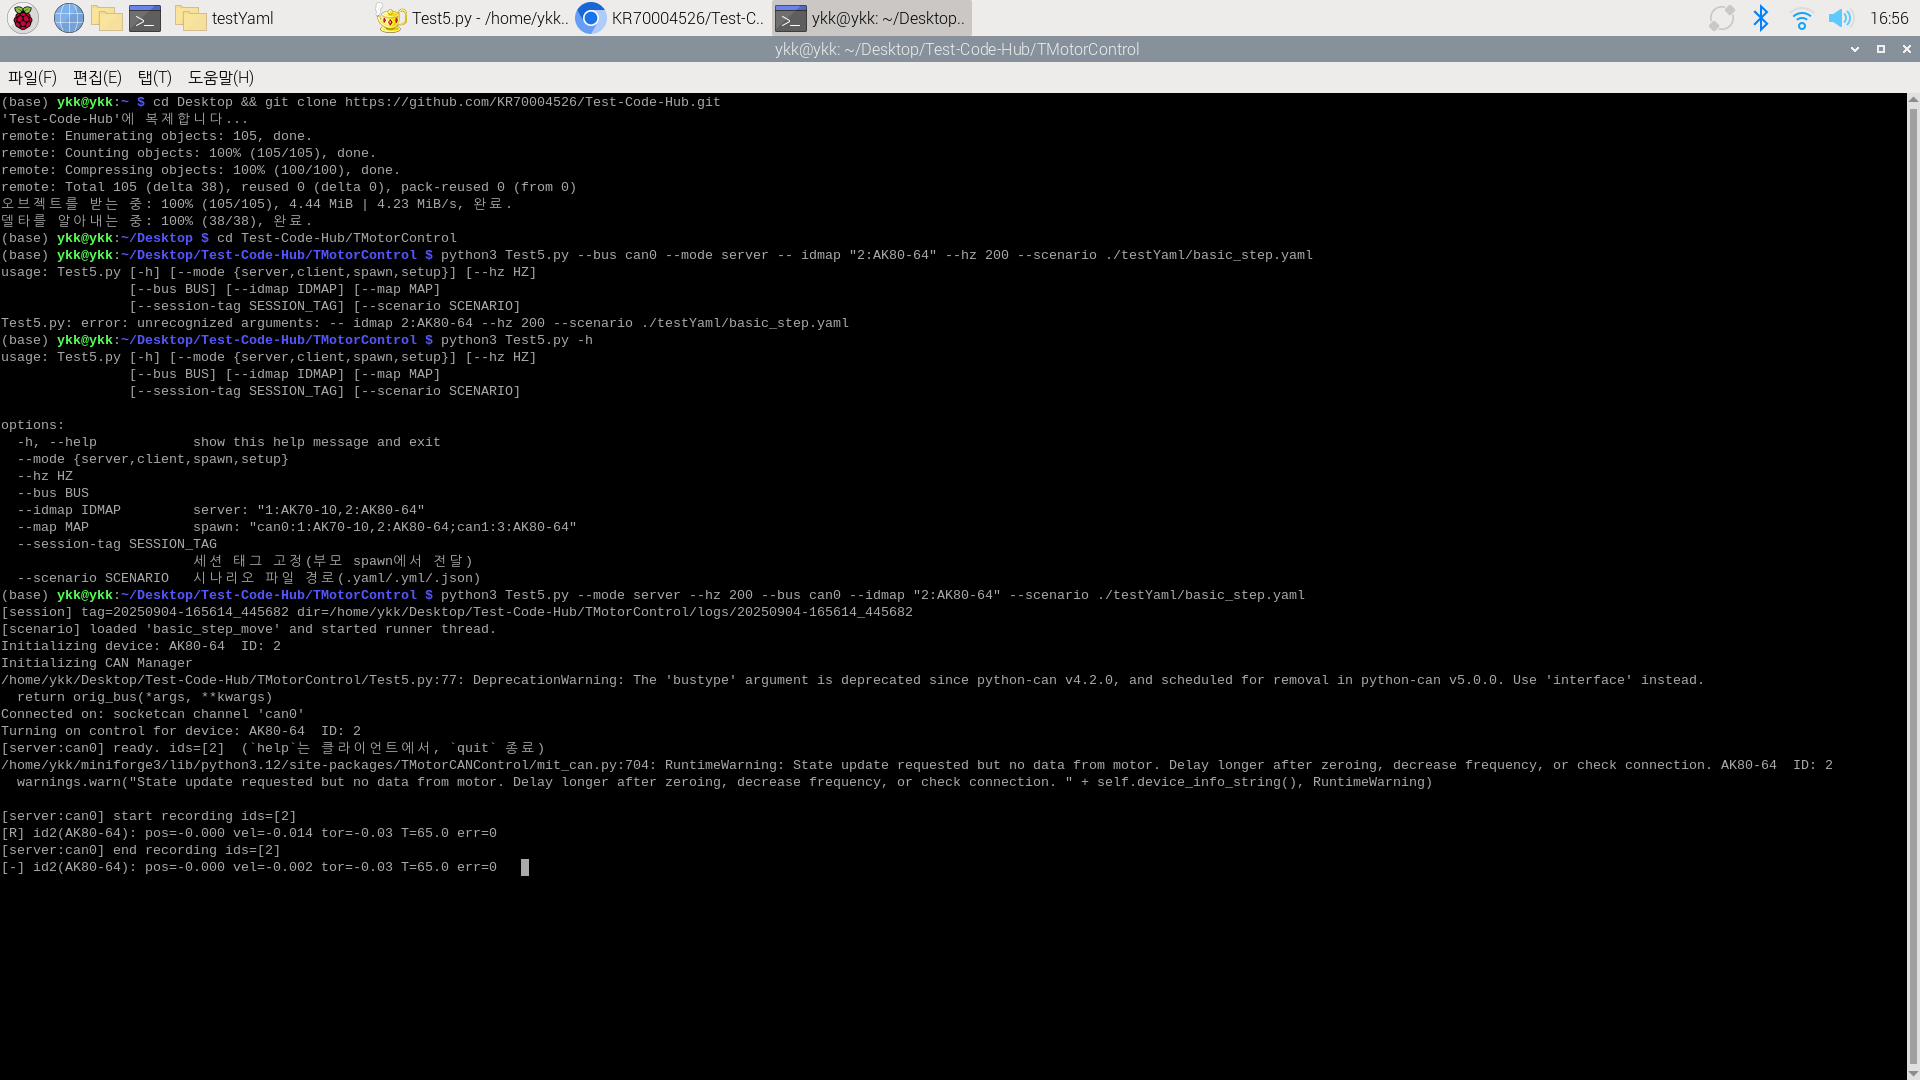 testYaml
Test5.py - /home/ykk..
KR70004526/Test-C..
ykk@ykk: ~/Desktop..
16:56
ykk@ykk: ~/Desktop/Test-Code-Hub/TMotorControl
파일(F) 편집(E) 탭(T) 도움말(H)
(base) ykk@ykk:~ $ cd Desktop && git clone https://github.com/KR70004526/Test-Code-Hub.git
'Test-Code-Hub'에 복제합니다...
remote: Enumerating objects: 105, done.
remote: Counting objects: 100% (105/105), done.
remote: Compressing objects: 100% (100/100), done.
remote: Total 105 (delta 38), reused 0 (delta 0), pack-reused 0 (from 0)
오브젝트를 받는 중: 100% (105/105), 4.44 MiB | 4.23 MiB/s, 완료.
델타를 알아내는 중: 100% (38/38), 완료.
(base) ykk@ykk:~/Desktop $ cd Test-Code-Hub/TMotorControl
(base) ykk@ykk:~/Desktop/Test-Code-Hub/TMotorControl $ python3 Test5.py --bus can0 --mode server -- idmap "2:AK80-64" --hz 200 --scenario ./testYaml/basic_step.yaml
usage: Test5.py [-h] [--mode {server,client,spawn,setup}] [--hz HZ]
                [--bus BUS] [--idmap IDMAP] [--map MAP]
                [--session-tag SESSION_TAG] [--scenario SCENARIO]
Test5.py: error: unrecognized arguments: -- idmap 2:AK80-64 --hz 200 --scenario ./testYaml/basic_step.yaml
(base) ykk@ykk:~/Desktop/Test-Code-Hub/TMotorControl $ python3 Test5.py -h
usage: Test5.py [-h] [--mode {server,client,spawn,setup}] [--hz HZ]
                [--bus BUS] [--idmap IDMAP] [--map MAP]
                [--session-tag SESSION_TAG] [--scenario SCENARIO]
options:
  -h, --help            show this help message and exit
  --mode {server,client,spawn,setup}
  --hz HZ
  --bus BUS
  --idmap IDMAP         server: "1:AK70-10,2:AK80-64"
  --map MAP             spawn: "can0:1:AK70-10,2:AK80-64;can1:3:AK80-64"
  --session-tag SESSION_TAG
                        세션 태그 고정(부모 spawn에서 전달)
  --scenario SCENARIO   시나리오 파일 경로(.yaml/.yml/.json)
(base) ykk@ykk:~/Desktop/Test-Code-Hub/TMotorControl $ python3 Test5.py --mode server --hz 200 --bus can0 --idmap "2:AK80-64" --scenario ./testYaml/basic_step.yaml
[session] tag=20250904-165614_445682 dir=/home/ykk/Desktop/Test-Code-Hub/TMotorControl/logs/20250904-165614_445682
[scenario] loaded 'basic_step_move' and started runner thread.
Initializing device: AK80-64  ID: 2
Initializing CAN Manager
/home/ykk/Desktop/Test-Code-Hub/TMotorControl/Test5.py:77: DeprecationWarning: The 'bustype' argument is deprecated since python-can v4.2.0, and scheduled for removal in python-can v5.0.0. Use 'interface' instead.
  return orig_bus(*args, **kwargs)
Connected on: socketcan channel 'can0'
Turning on control for device: AK80-64  ID: 2
[server:can0] ready. ids=[2]  (`help`는 클라이언트에서, `quit` 종료)
/home/ykk/miniforge3/lib/python3.12/site-packages/TMotorCANControl/mit_can.py:704: RuntimeWarning: State update requested but no data from motor. Delay longer after zeroing, decrease frequency, or check connection. AK80-64  ID: 2
  warnings.warn("State update requested but no data from motor. Delay longer after zeroing, decrease frequency, or check connection. " + self.device_info_string(), RuntimeWarning)
[server:can0] start recording ids=[2]
[R] id2(AK80-64): pos=-0.000 vel=-0.014 tor=-0.03 T=65.0 err=0
[server:can0] end recording ids=[2]
[-] id2(AK80-64): pos=-0.000 vel=-0.002 tor=-0.03 T=65.0 err=0